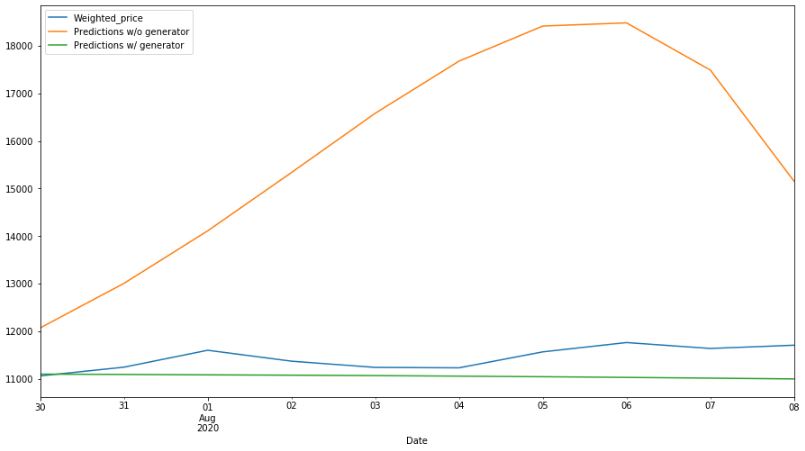 Weighted_price
Predictions w/o generator
Predictions w/ generator
18000
17000
16000
15000
14000
13000
12000
11000
30 31 01 02 03 04 05 06 07 08
Aug
2020
Date